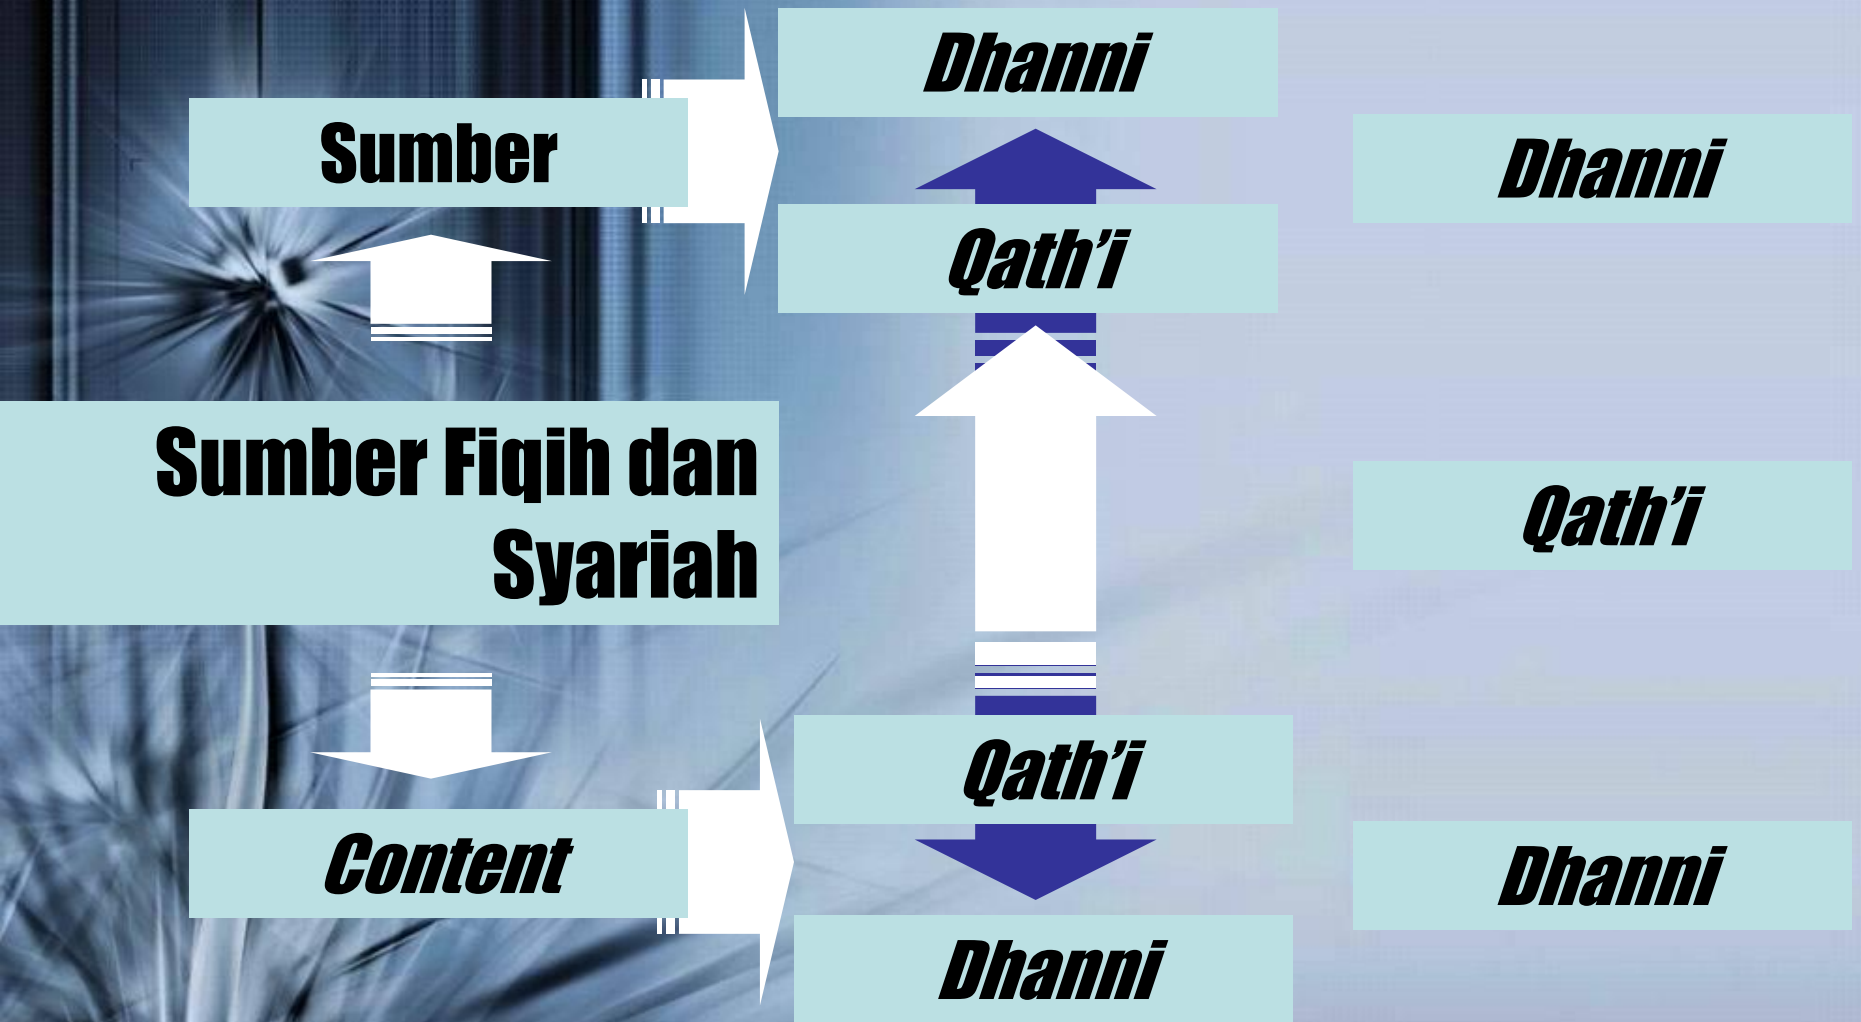 Dhanni
Sumber
Dhanni
Qath’i
Sumber Fiqih dan
Syariah
Qath’i
Qath’i
Content
Dhanni
Dhanni